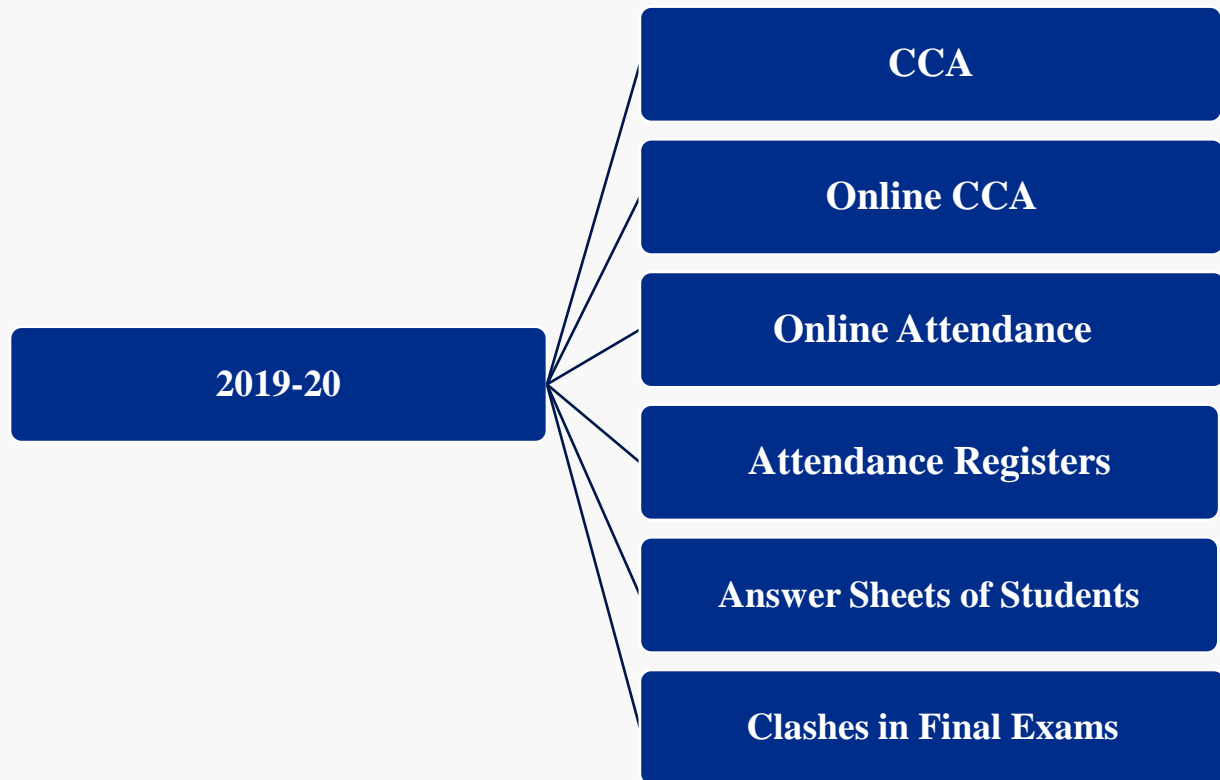 2019-20
CCA
Online CCA
Online Attendance
Attendance Registers
Answer Sheets of Students
Clashes in Final Exams